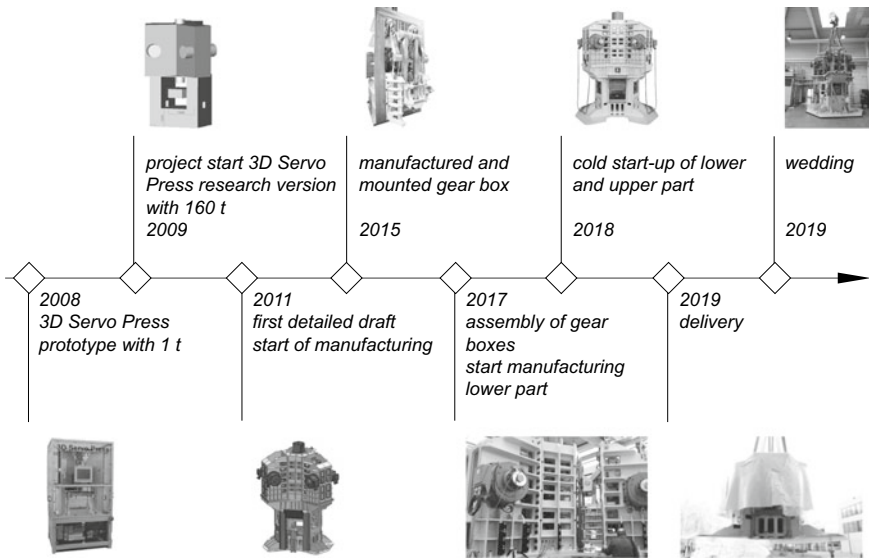 project start 3D Servo
Press research version
with 160 t
2009
manufactured and
mounted gear box
2015
cold start-up of lower
and upper part
2018
wedding
2019
2008
3D Servo Press
prototype with 1 t
2011
first detailed draft
start of manufacturing
2017
assembly of gear
boxes
start manufacturing
lower part
2019
delivery
3D Servo